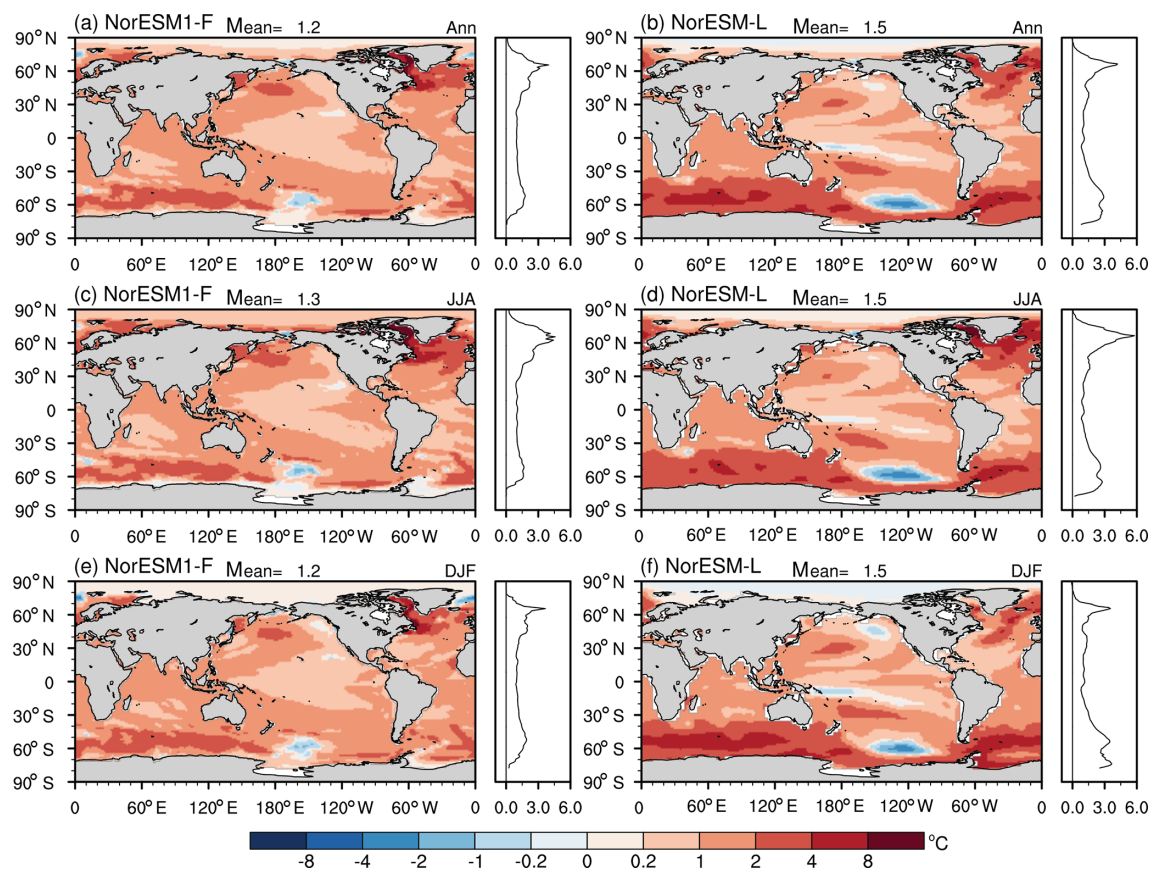 (a) NorESM1-F Mean= 1.2 Ann
(b) NorESM-L Mean= 1.5 Ann
90° N
60° N
30° N
0
30° S
60° S
90° S
0 60° E 120° E 180° E 120° W 60° W 0
0.0 3.0 6.0
90° N
60° N
30° N
0
30° S
60° S
90° S
0 60° E 120° E 180° E 120° W 60° W 0
0.0 3.0 6.0
(c) NorESM1-F Mean= 1.3 JJA
(d) NorESM-L Mean= 1.5 JJA
90° N
60° N
30° N
0
30° S
60° S
90° S
0 60° E 120° E 180° E 120° W 60° W 0
0.0 3.0 6.0
90° N
60° N
30° N
0
30° S
60° S
90° S
0 60° E 120° E 180° E 120° W 60° W 0
0.0 3.0 6.0
(e) NorESM1-F Mean= 1.2 DJF
(f) NorESM-L Mean= 1.5 DJF
90° N
60° N
30° N
0
30° S
60° S
90° S
0 60° E 120° E 180° E 120° W 60° W 0
0.0 3.0 6.0
90° N
60° N
30° N
0
30° S
60° S
90° S
0 60° E 120° E 180° E 120° W 60° W 0
0.0 3.0 6.0
°C
-8 -4 -2 -1 -0.2 0 0.2 1 2 4 8